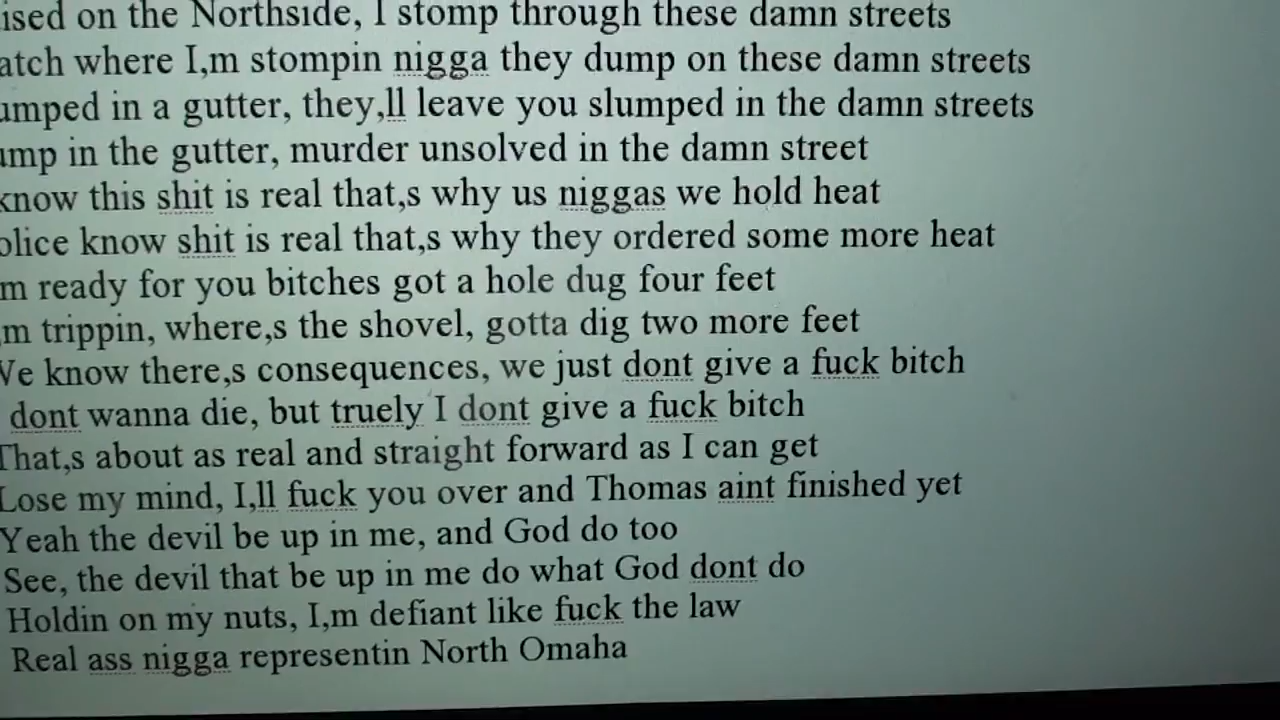 on the Northside, I stomp through these damn streets
where I,m stompin nigga they dump on these damn streets
in a gutter, they,ll leave you slumped in the damn streets
in the gutter, murder unsolved in the damn street
know this shit is real that,s why us niggas we hold heat
know shit is real that,s why they ordered some more heat
ready for you bitches got a hole dug four feet
trippin, where,s the shovel, gotta dig two more feet
We know there,s consequences, we just dont give a fuck bitch
dont wanna die, but truely I dont give a fuck bitch
That,s about as real and straight forward as I can get
Lose my mind, I,ll fuck you over and Thomas aint finished yet
Yeah the devil be up in me, and God do too
See, the devil that be up in me do what God dont do
Holdin on my nuts, I,m defiant like fuck the law
Real ass nigga representin North Omaha